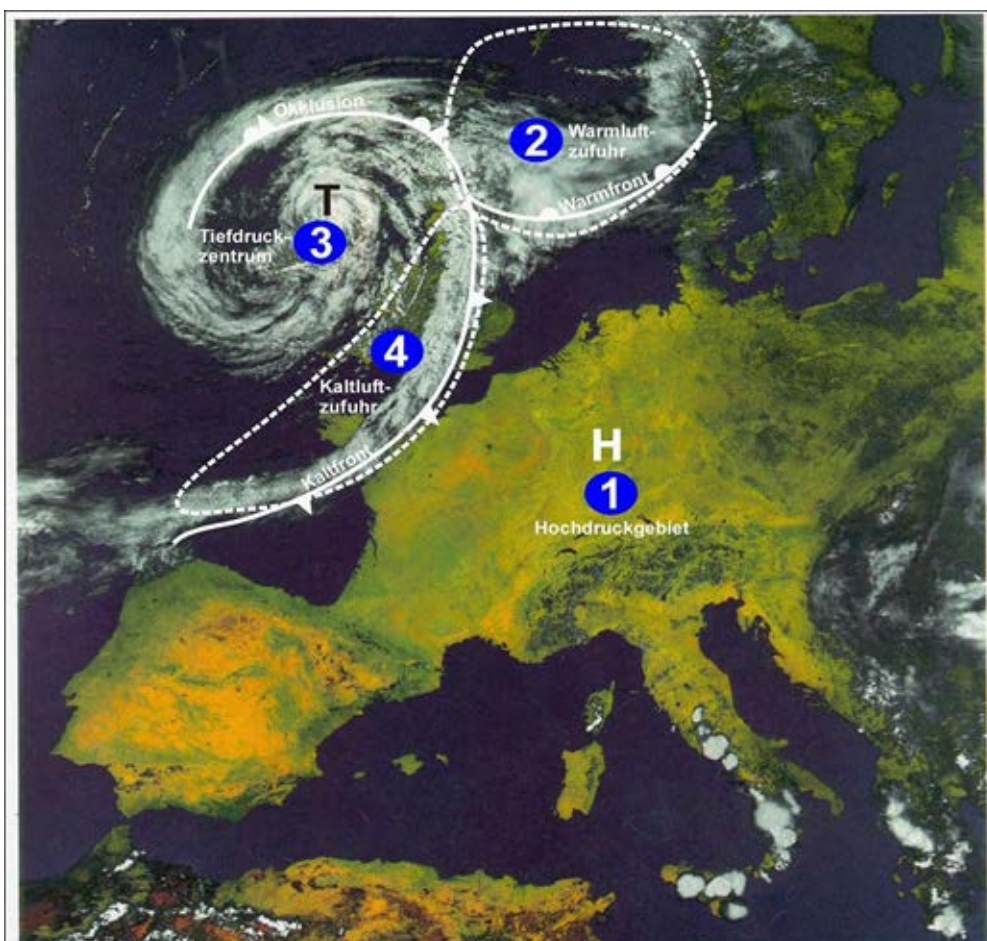 Okklusion
2
Warmluft-
zufuhr
Warmfront
T
Tiefdruck-
zentrum
3
4
Kaltluft-
zufuhr
Kaltfront
H
1
Hochdruckgebiet